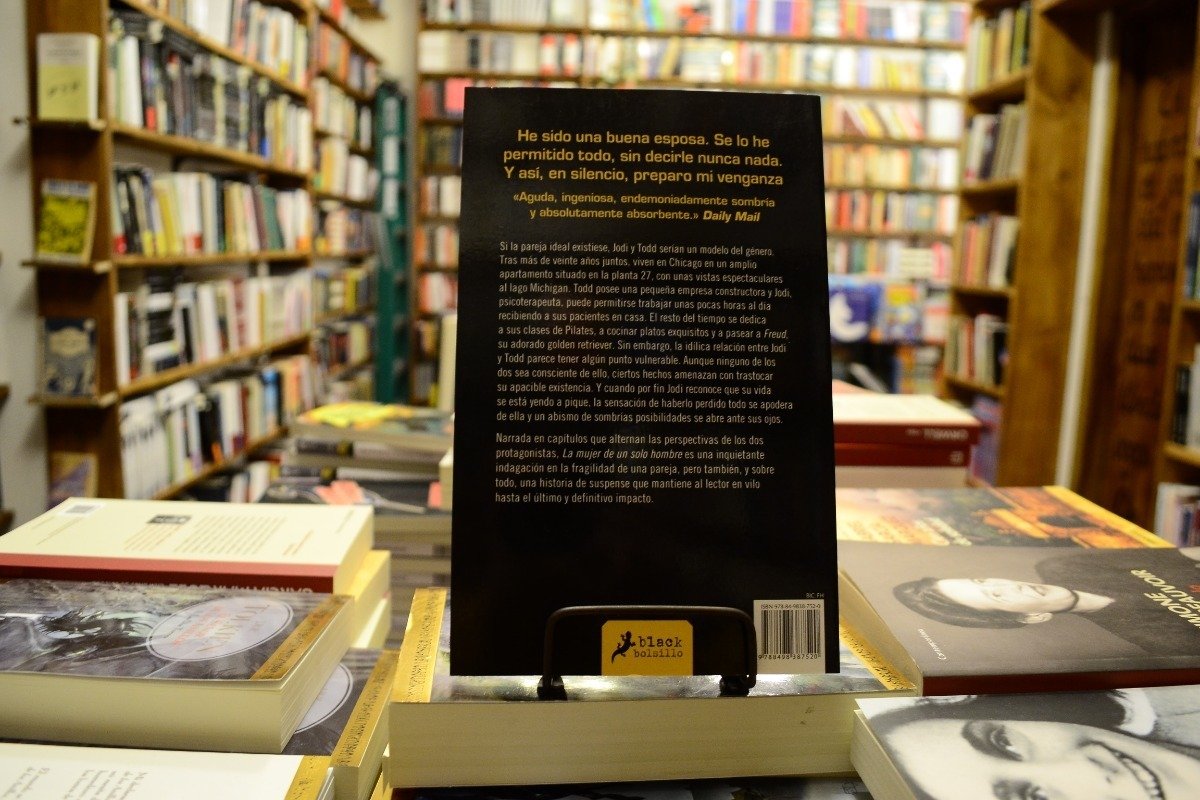 He sido una buena esposa. Se lo he
permitido todo, sin decirle nunca nada.
Y así, en silencio, preparo mi venganza
«Aguda, ingeniosa, endemoniadamente sombría
y absolutamente absorbente.» Daily Mail
Si la pareja ideal existiese, Jodi y Todd serían un modelo del género.
Tras más de veinte años juntos, viven en Chicago en un amplio
apartamento situado en la planta 27, con unas vistas espectaculares
al lago Michigan. Todd posee una pequeña empresa constructora y Jodi,
psicoterapeuta, puede permitirse trabajar unas pocas horas al día
recibiendo a sus pacientes en casa. El resto del tiempo se dedica
a sus clases de Pilates, a cocinar platos exquisitos y a pasear a Freud,
su adorado golden retriever. Sin embargo, la idílica relación entre Jodi
y Todd parece tener algún punto vulnerable. Aunque ninguno de los
dos sea consciente de ello, ciertos hechos amenazan con trastocar
su apacible existencia. Y cuando por fin Jodi reconoce que su vida
se está yendo a pique, la sensación de haberlo perdido todo se apodera
de ella y un abismo de sombrías posibilidades se abre ante sus ojos.
Narrada en capítulos que alternan las perspectivas de los dos
protagonistas, La mujer de un solo hombre es una inquietante
indagación en la fragilidad de una pareja, pero también, y sobre
todo, una historia de suspense que mantiene al lector en vilo
hasta el último y definitivo impacto.
BIC FH
ISBN 978-84-9838-752-0
9788498387520
black
bolsillo